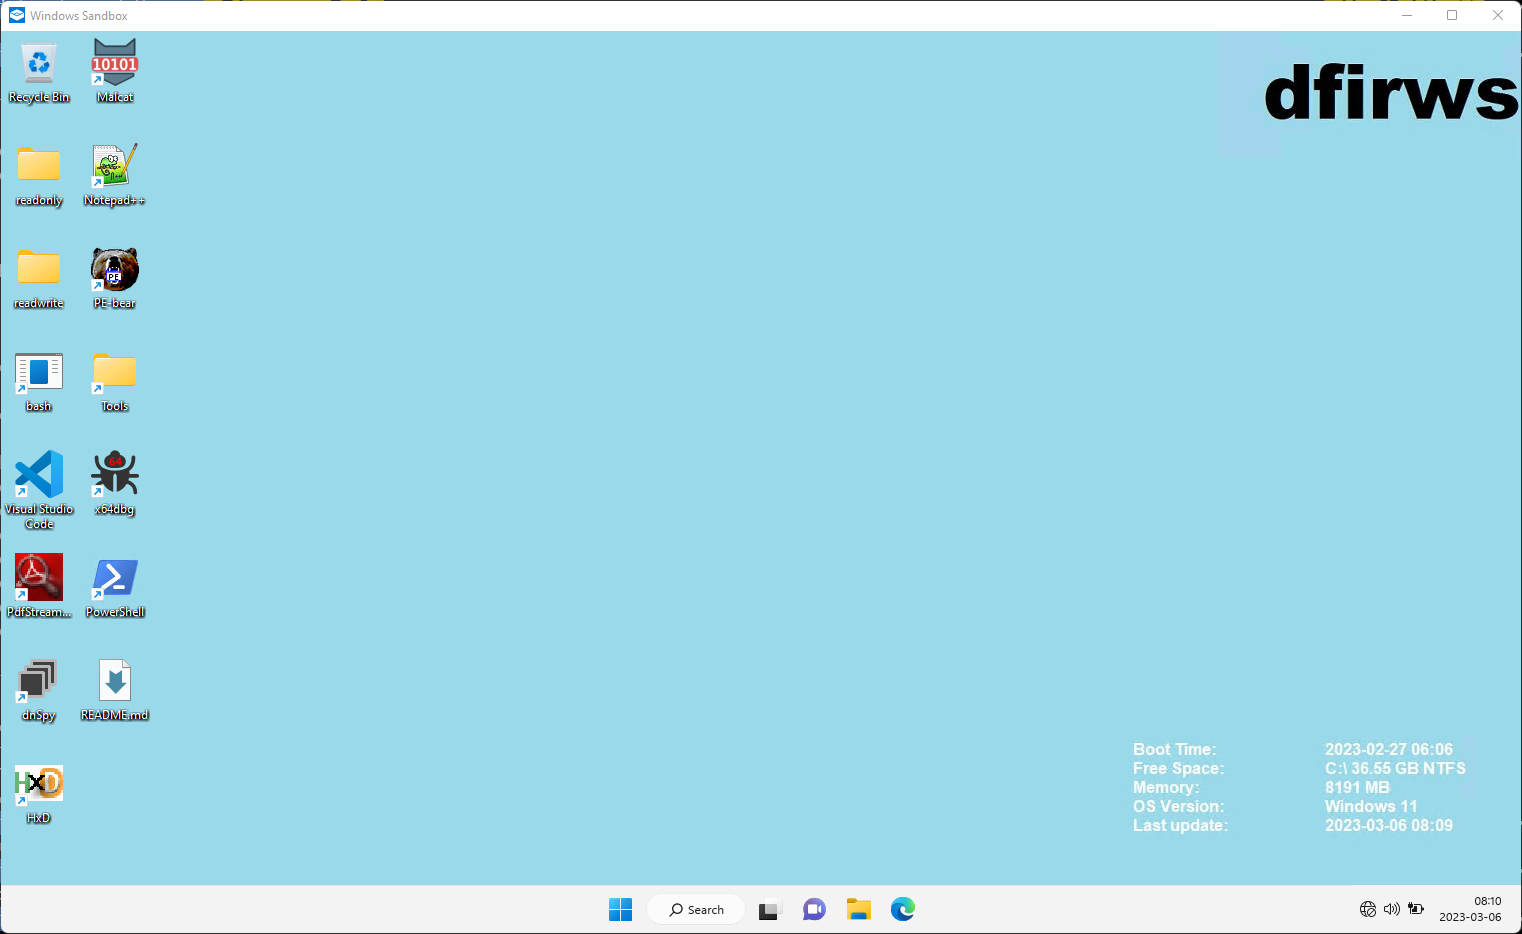 Windows Sandbox
dfirws
Recycle Bin
10101
Malcat
readonly
Notepad++
readwrite
PE
PE-bear
bash
Tools
Visual Studio
Code
64
x64dbg
PdfStream...
PowerShell
dnSpy
README.md
HxD
HxD
Boot Time: 2023-02-27 06:06
Free Space: C:\ 36.55 GB NTFS
Memory: 8191 MB
OS Version: Windows 11
Last update: 2023-03-06 08:09
Search
08:10
2023-03-06